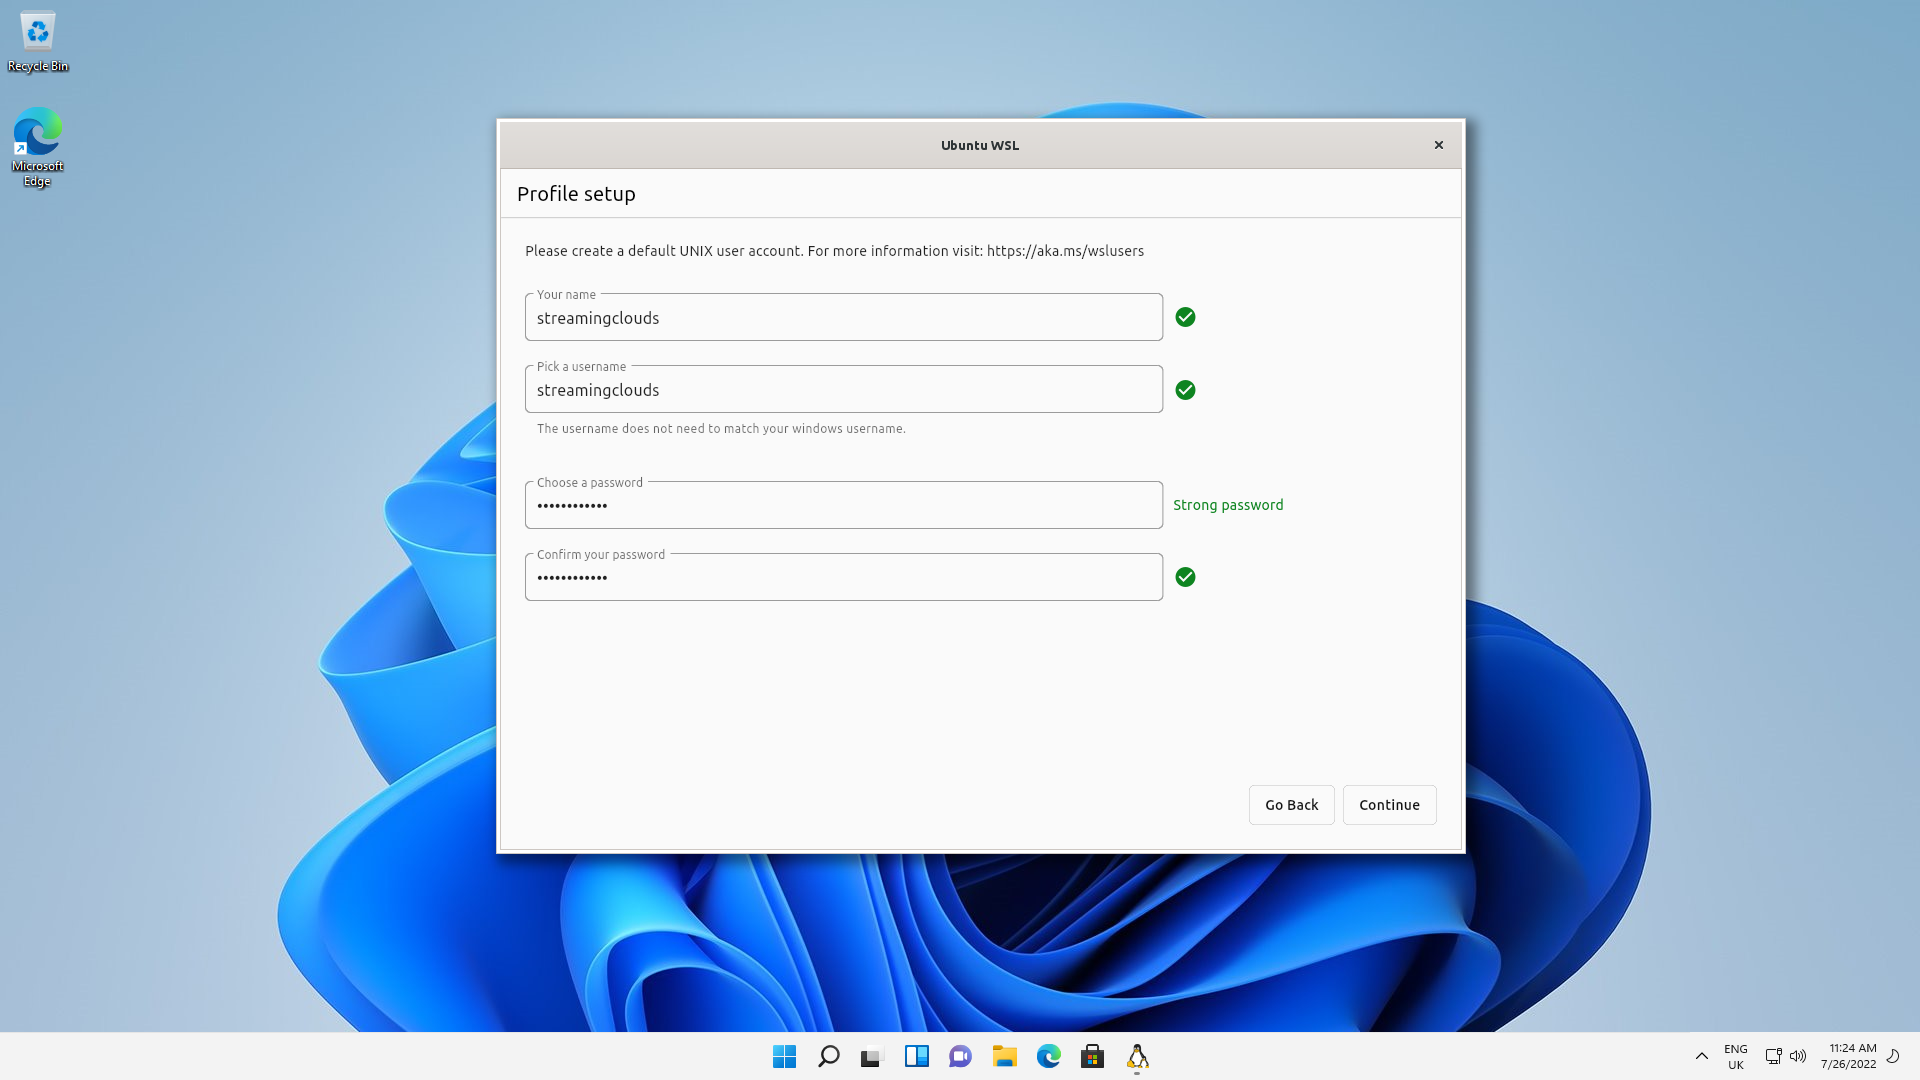 Recycle Bin
Microsoft
Edge
Ubuntu WSL
Profile setup
Please create a default UNIX user account. For more information visit: https://aka.ms/wslusers
Your name
streamingclouds
Pick a username
streamingclouds
The username does not need to match your windows username.
Choose a password
••••••••••••
Strong password
Confirm your password
••••••••••••
Go Back
Continue
ENG
UK
11:24 AM
7/26/2022